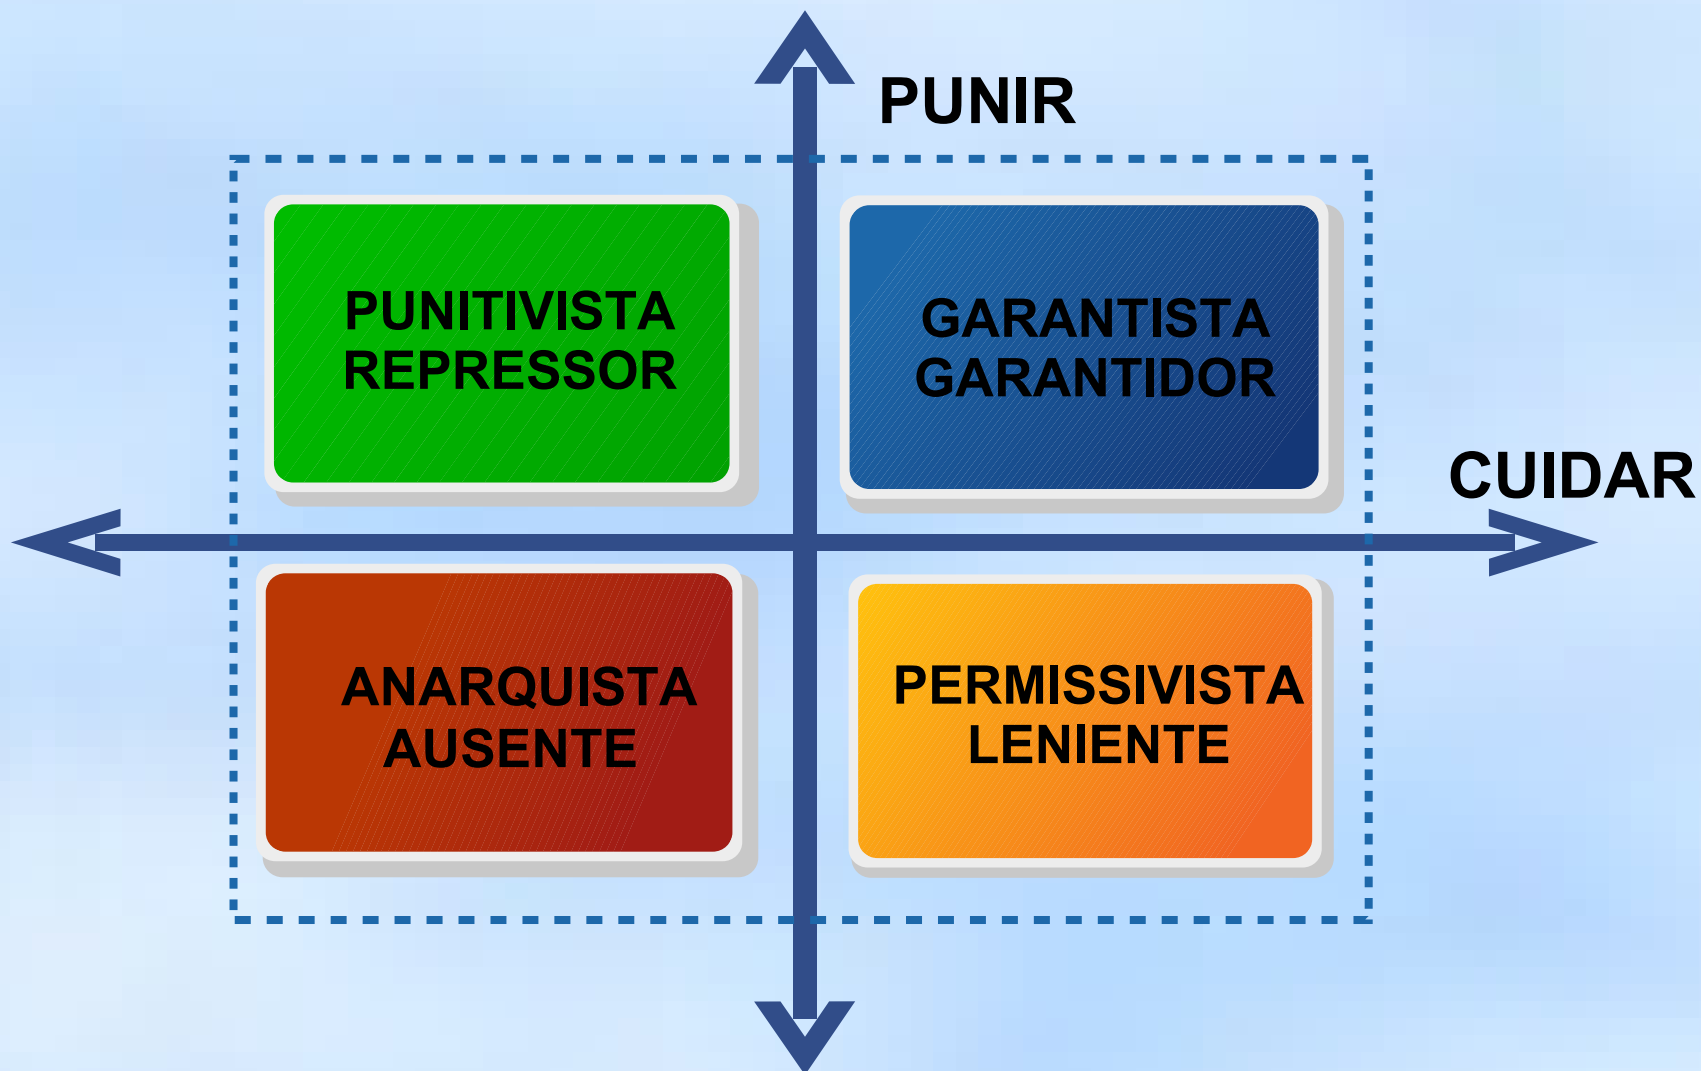 PUNIR
PUNITIVISTA
REPRESSOR
GARANTISTA
GARANTIDOR
CUIDAR
ANARQUISTA
AUSENTE
PERMISSIVISTA
LENIENTE